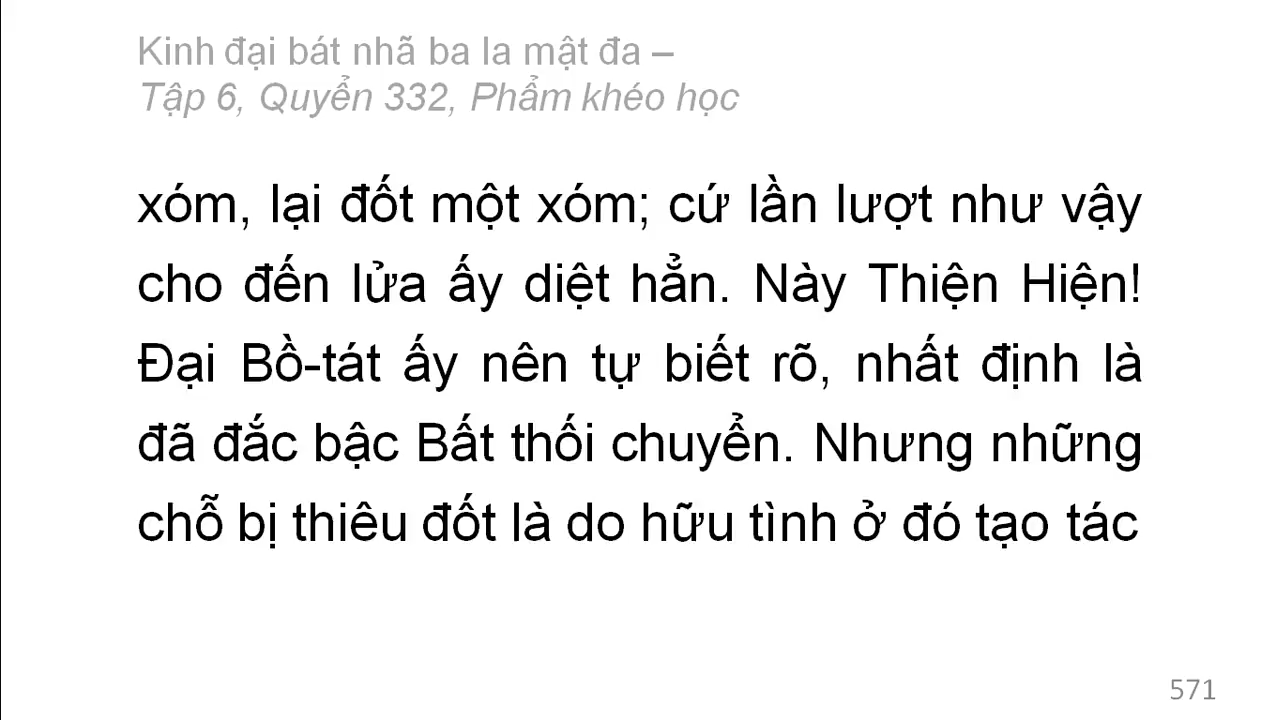 Kinh đại bát nhã ba la mật đa –
Tập 6, Quyển 332, Phẩm khéo học
xóm, lại đốt một xóm; cứ lần lượt như vậy
cho đến lửa ấy diệt hẳn. Này Thiện Hiện!
Đại Bồ-tát ấy nên tự biết rõ, nhất định là
đã đắc bậc Bất thối chuyển. Nhưng những
chỗ bị thiêu đốt là do hữu tình ở đó tạo tác
571